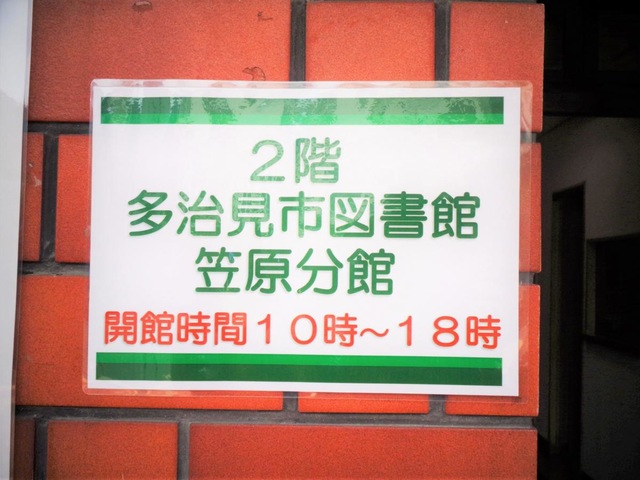 ２階
多治見市図書館
笠原分館
開館時間１０時～１８時